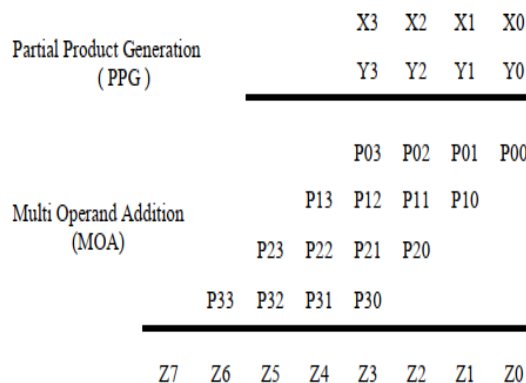 X3 X2 X1 X0
Partial Product Generation
( PPG )
Y3 Y2 Y1 Y0
P03 P02 P01 P00
P13 P12 P11 P10
Multi Operand Addition
(MOA)
P23 P22 P21 P20
P33 P32 P31 P30
Z7 Z6 Z5 Z4 Z3 Z2 Z1 Z0